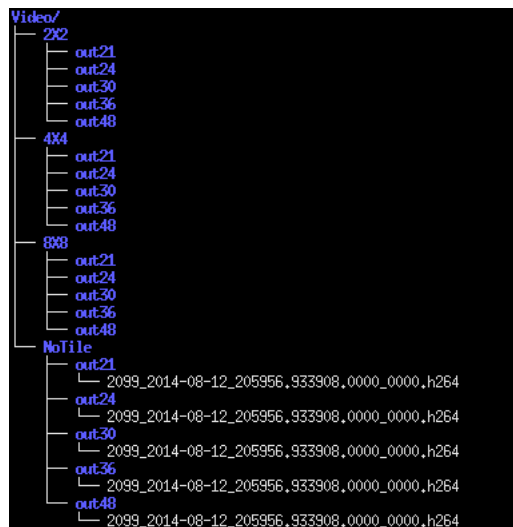 Video/
├── 2X2
│   ├── out21
│   ├── out24
│   ├── out30
│   ├── out36
│   └── out48
├── 4X4
│   ├── out21
│   ├── out24
│   ├── out30
│   ├── out36
│   └── out48
├── 8X8
│   ├── out21
│   ├── out24
│   ├── out30
│   ├── out36
│   └── out48
└── NoTile
    ├── out21
    │   └── 2099_2014-08-12_205956.933908.0000_0000.h264
    ├── out24
    │   └── 2099_2014-08-12_205956.933908.0000_0000.h264
    ├── out30
    │   └── 2099_2014-08-12_205956.933908.0000_0000.h264
    ├── out36
    │   └── 2099_2014-08-12_205956.933908.0000_0000.h264
    └── out48
        └── 2099_2014-08-12_205956.933908.0000_0000.h264